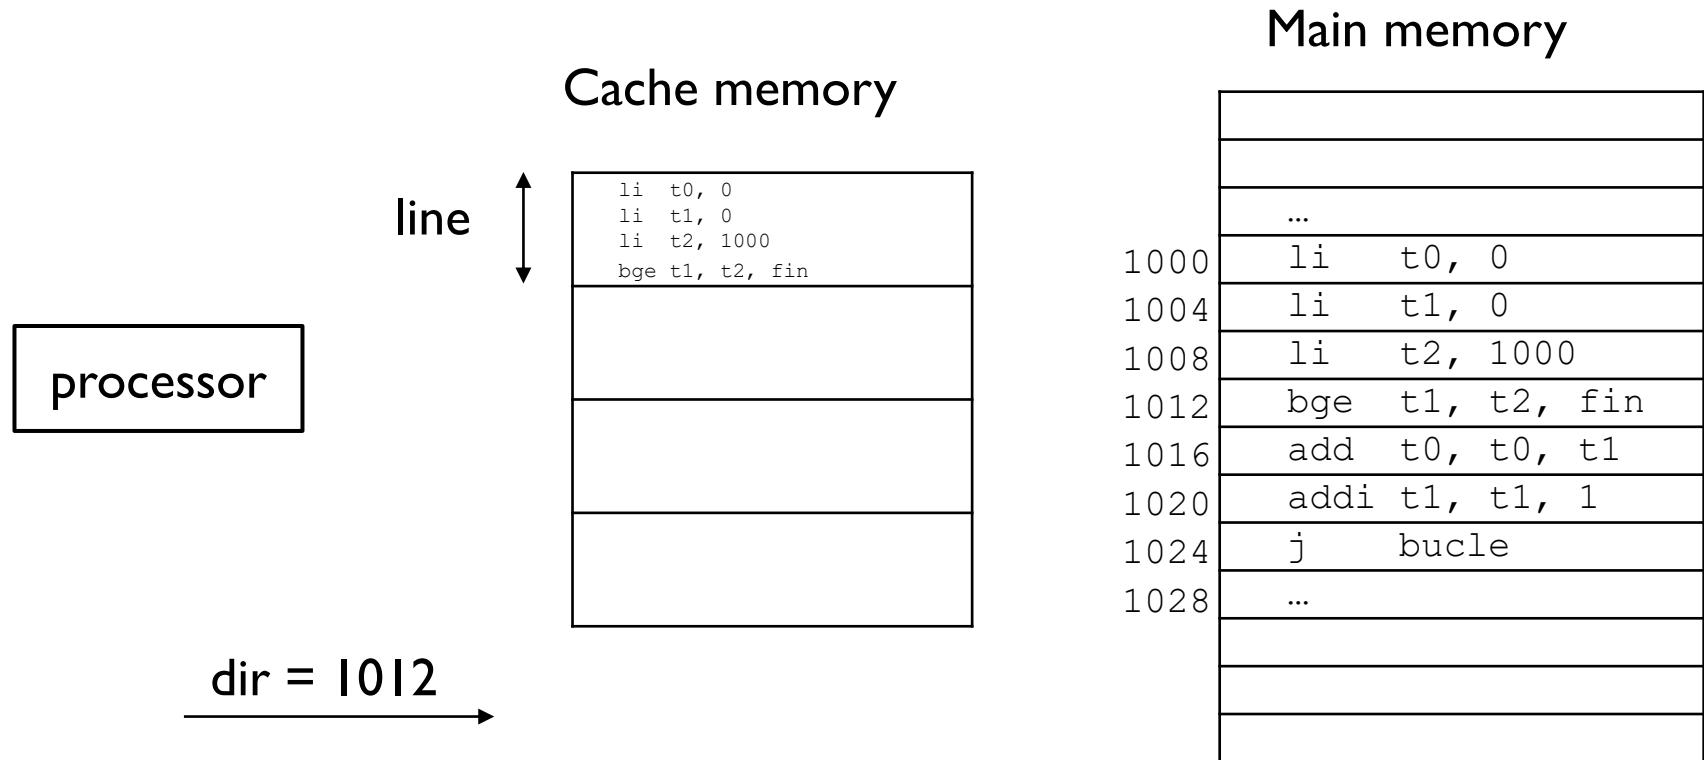 Main memory
Cache memory
line
li t0, 0
li t1, 0
li t2, 1000
bge t1, t2, fin
processor
dir = 1012
…
1000 li t0, 0
1004 li t1, 0
1008 li t2, 1000
1012 bge t1, t2, fin
1016 add t0, t0, t1
1020 addi t1, t1, 1
1024 j bucle
1028 …